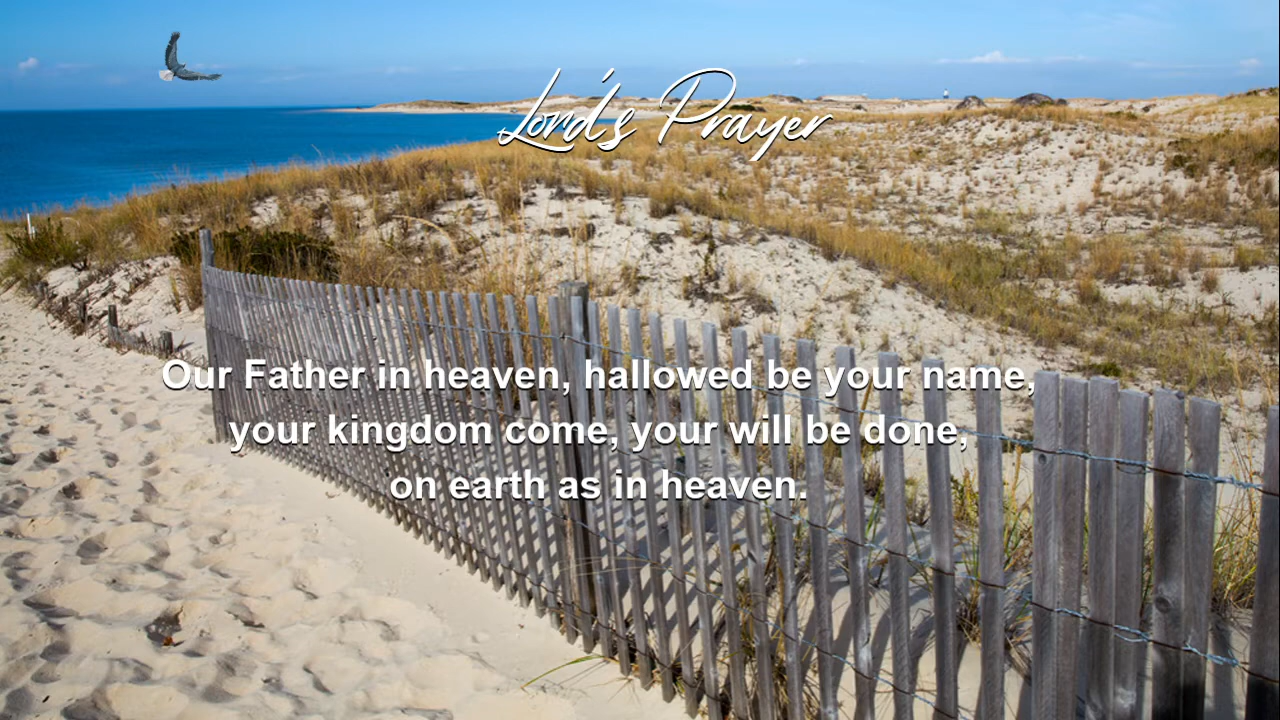 Lord's Prayer
Our Father in heaven, hallowed be your name,
your kingdom come, your will be done,
on earth as in heaven.